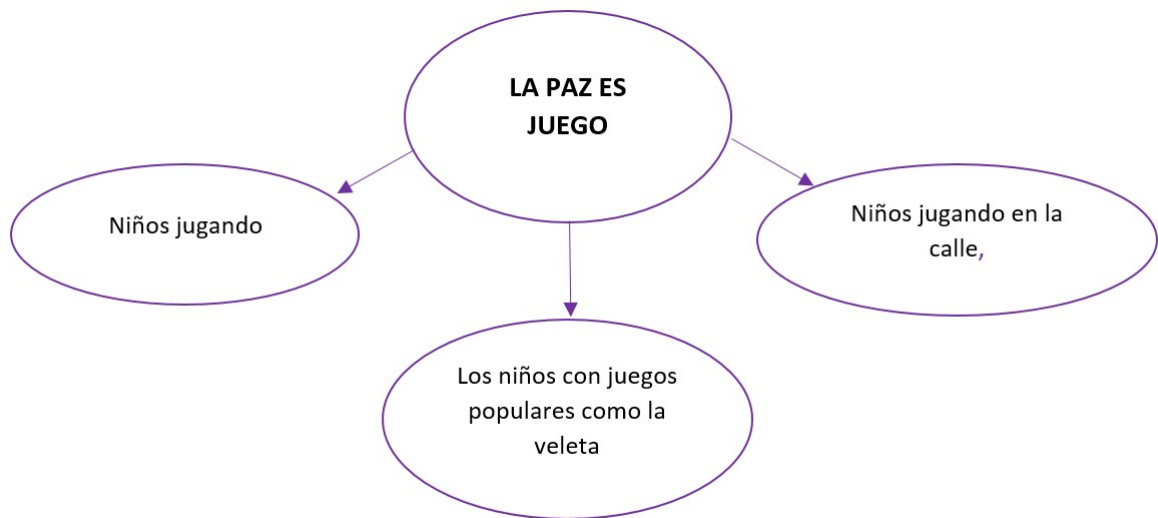 LA PAZ ES
JUEGO
Niños jugando
Niños jugando en la
calle,
Los niños con juegos
populares como la
veleta